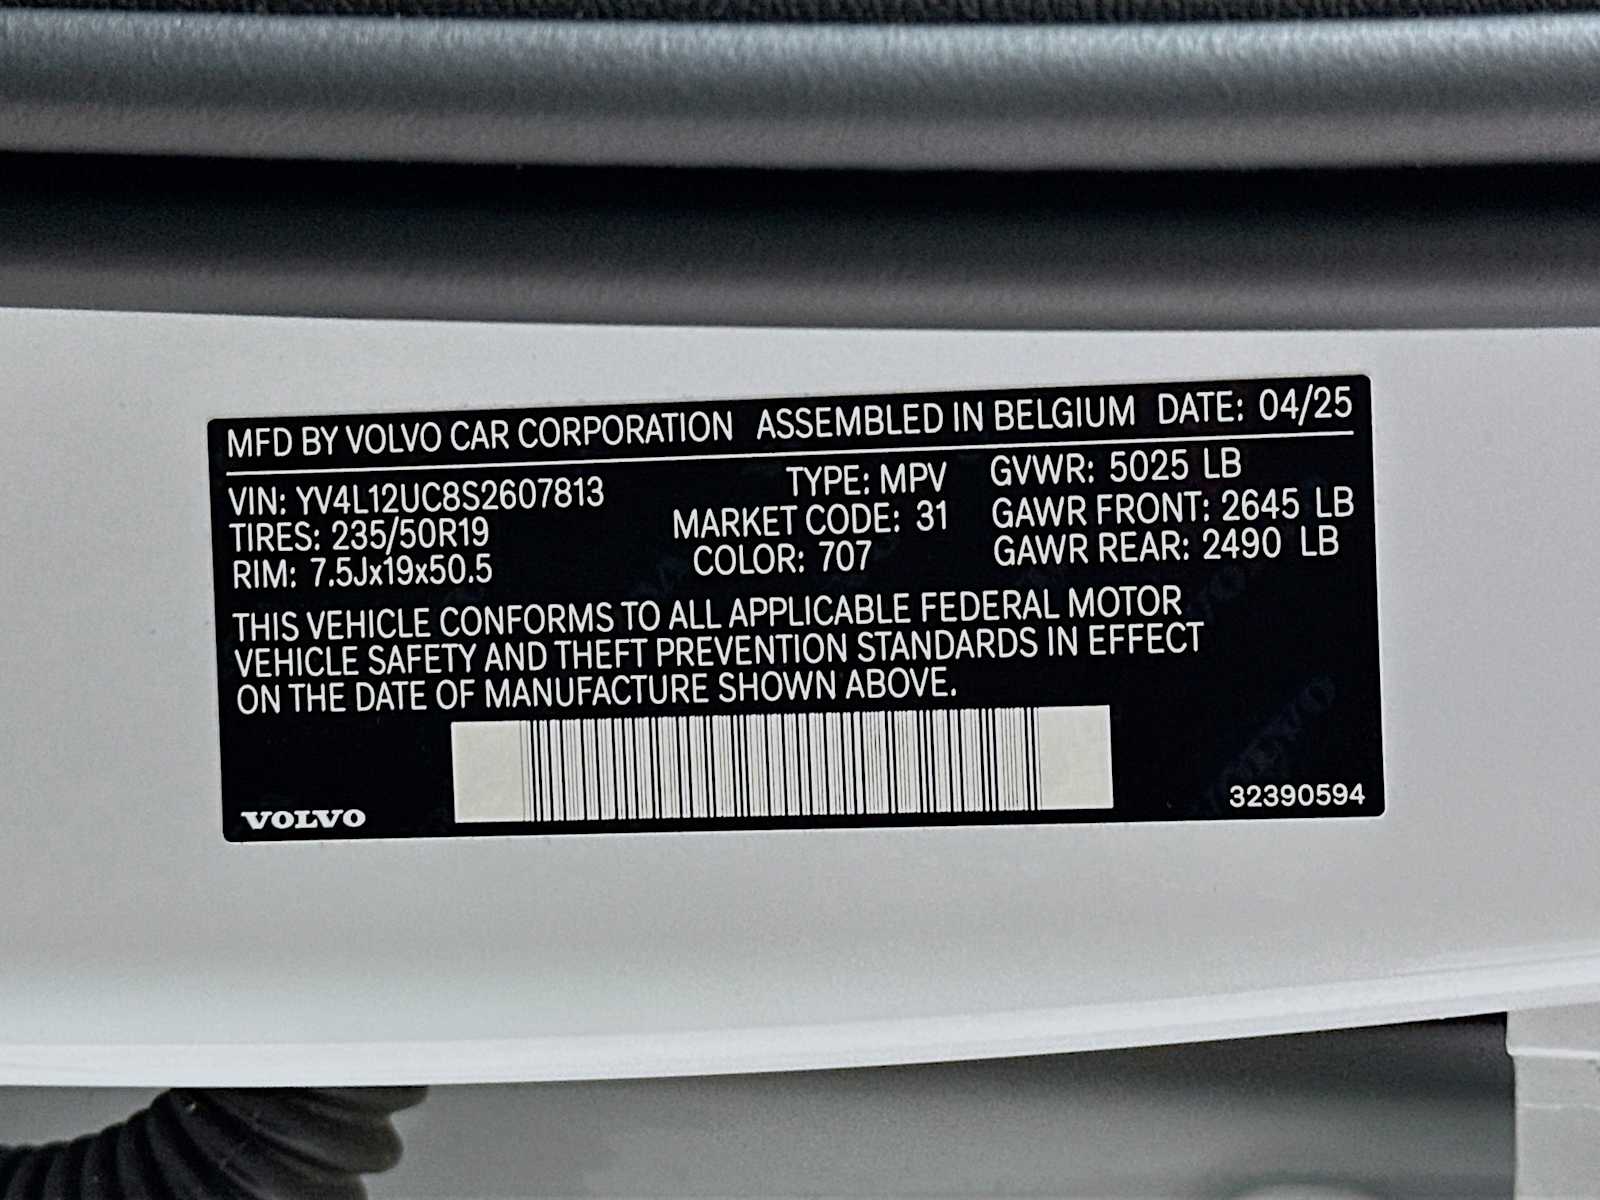 MFD BY VOLVO CAR CORPORATION ASSEMBLED IN BELGIUM DATE: 04/25
VIN: YV4L12UC8S2607813 TYPE: MPV GVWR: 5025 LB
TIRES: 235/50R19 MARKET CODE: 31 GAWR FRONT: 2645 LB
RIM: 7.5Jx19x50.5 COLOR: 707 GAWR REAR: 2490 LB
THIS VEHICLE CONFORMS TO ALL APPLICABLE FEDERAL MOTOR
VEHICLE SAFETY AND THEFT PREVENTION STANDARDS IN EFFECT
ON THE DATE OF MANUFACTURE SHOWN ABOVE.
VOLVO 32390594